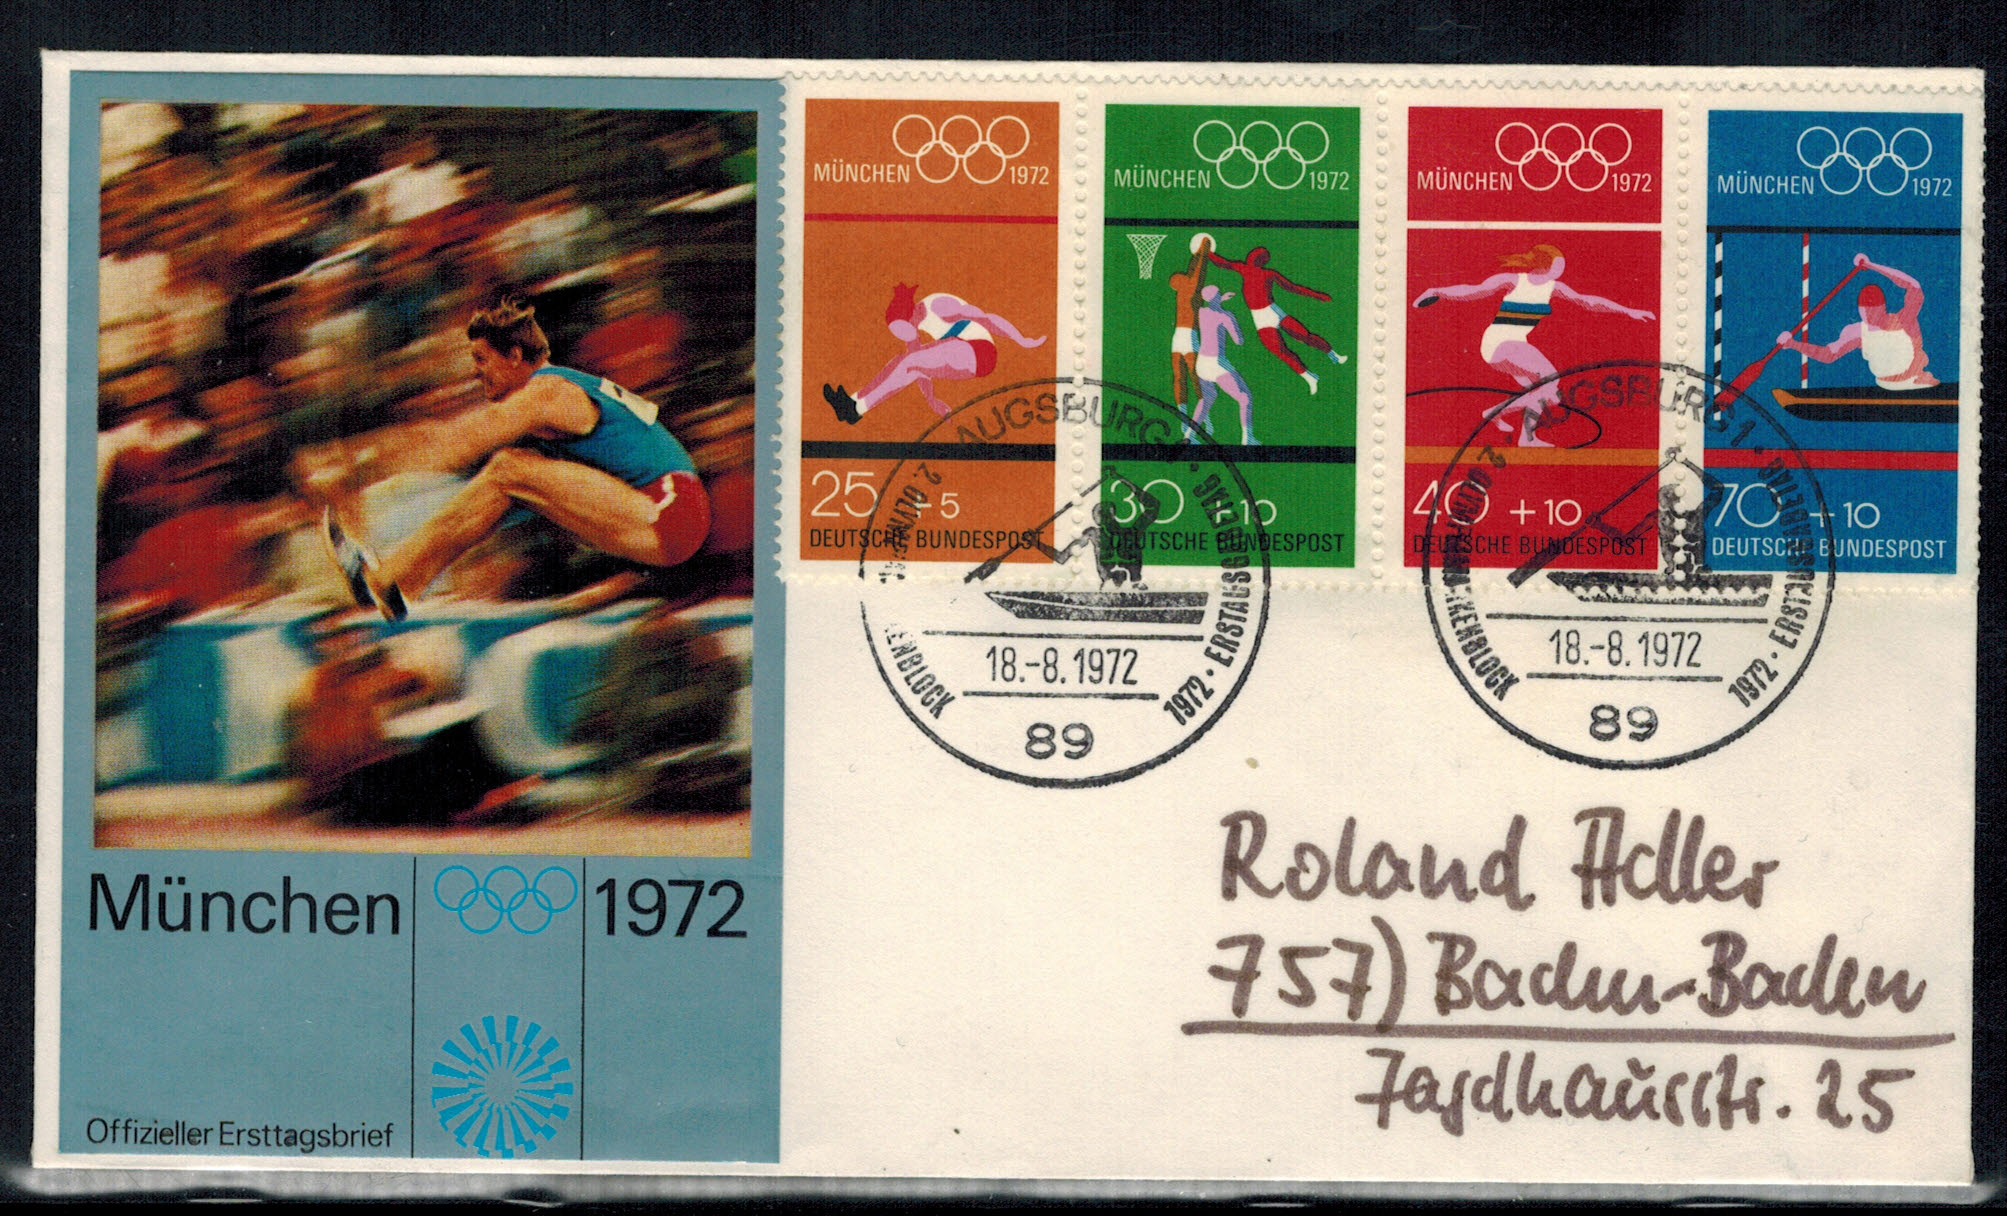 MÜNCHEN 1972
25 + 5
DEUTSCHE BUNDESPOST
MÜNCHEN 1972
30 + 10
DEUTSCHE BUNDESPOST
MÜNCHEN 1972
40 + 10
DEUTSCHE BUNDESPOST
MÜNCHEN 1972
70 + 10
DEUTSCHE BUNDESPOST
AUGSBURG 1
ERSTAGSGBETAG. 1972
18.-8.1972
89
AUGSBURG 1
18.-8.1972
89
München 1972
Offizieller Ersttagsbrief
Roland Adler
757) Baden-Baden
Jagdhausstr. 25